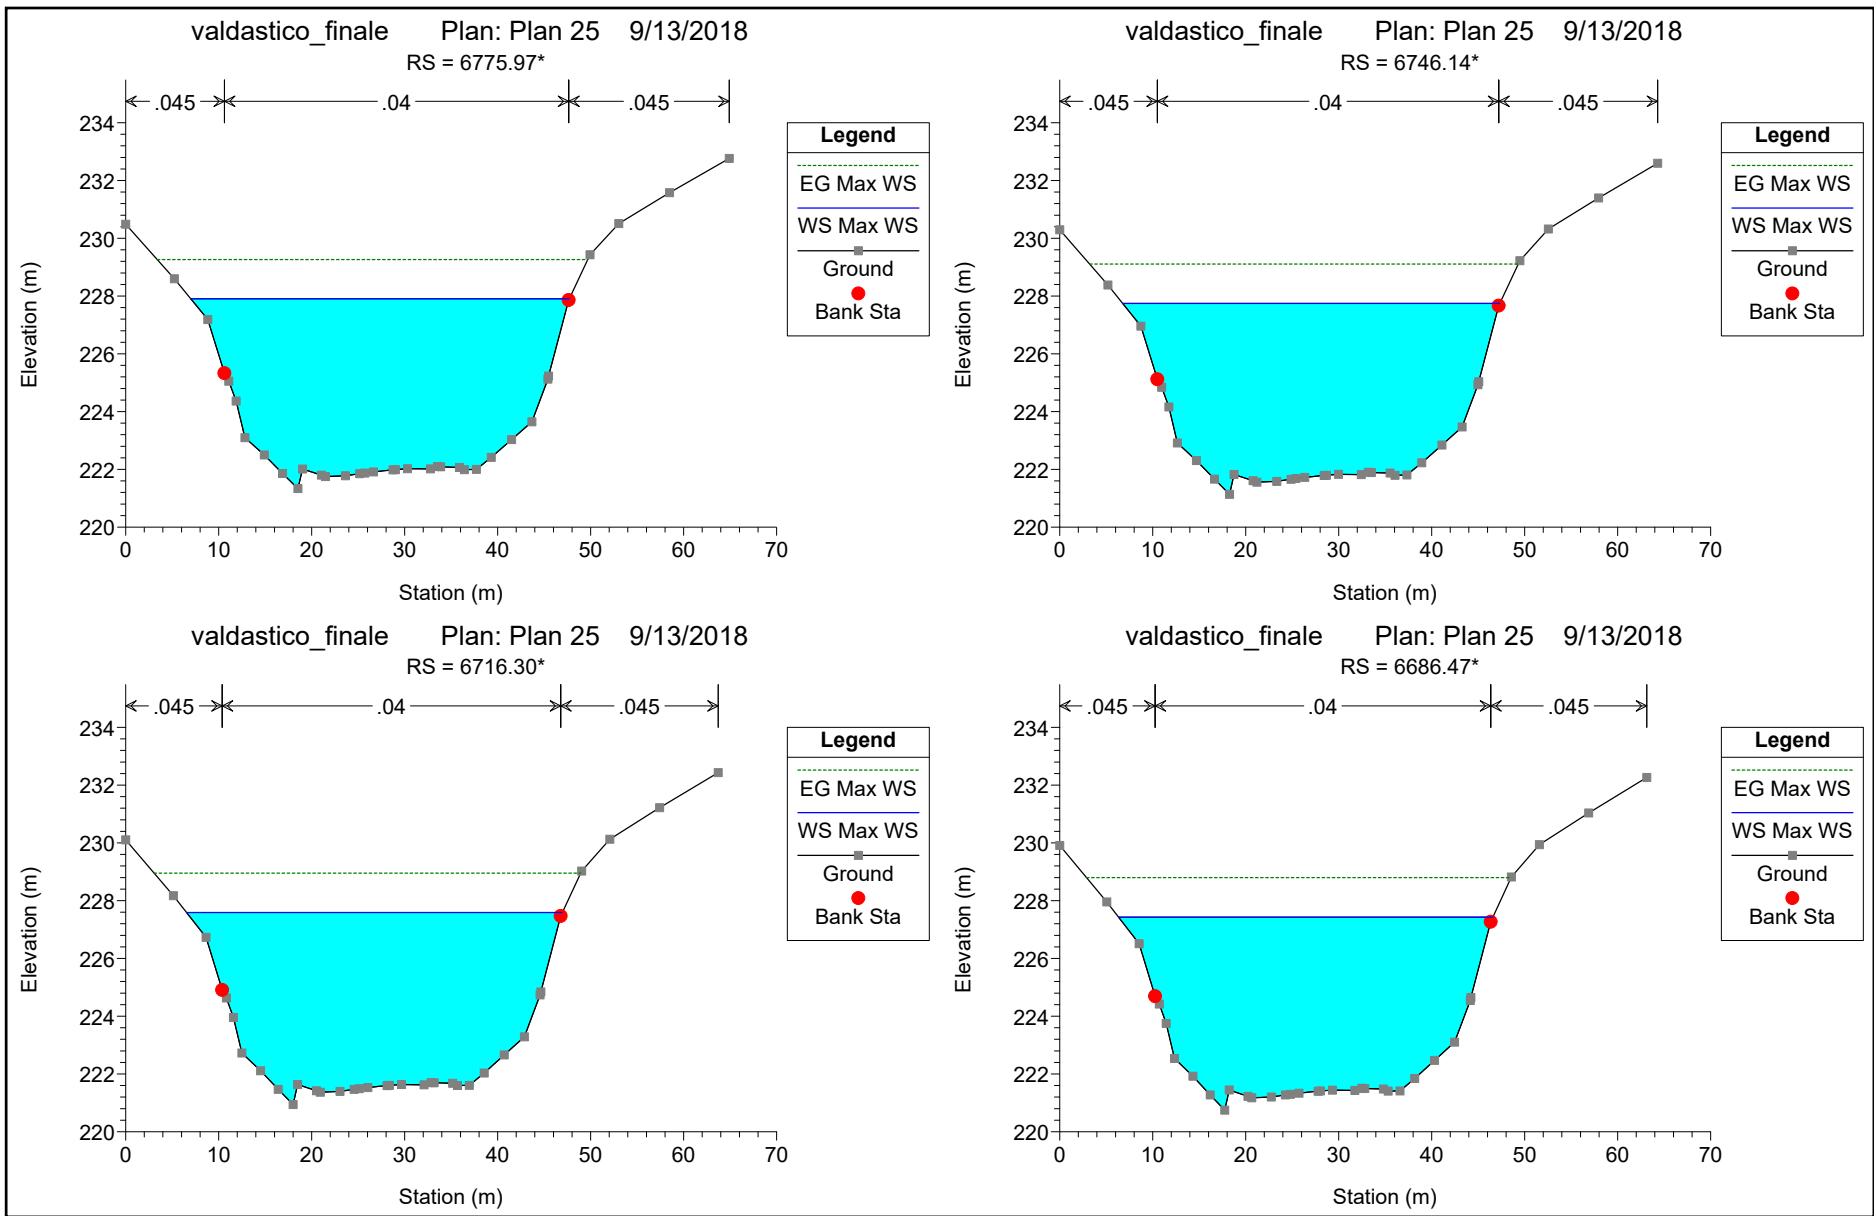 valdastico_finale Plan: Plan 25 9/13/2018
RS = 6775.97*
.045 .04 .045
234
232
230
228
226
224
222
220
0 10 20 30 40 50 60 70
Station (m)
Elevation (m)
Legend
EG Max WS
WS Max WS
Ground
Bank Sta
valdastico_finale Plan: Plan 25 9/13/2018
RS = 6746.14*
.045 .04 .045
234
232
230
228
226
224
222
220
0 10 20 30 40 50 60 70
Station (m)
Elevation (m)
Legend
EG Max WS
WS Max WS
Ground
Bank Sta
valdastico_finale Plan: Plan 25 9/13/2018
RS = 6716.30*
.045 .04 .045
234
232
230
228
226
224
222
220
0 10 20 30 40 50 60 70
Station (m)
Elevation (m)
Legend
EG Max WS
WS Max WS
Ground
Bank Sta
valdastico_finale Plan: Plan 25 9/13/2018
RS = 6686.47*
.045 .04 .045
234
232
230
228
226
224
222
220
0 10 20 30 40 50 60 70
Station (m)
Elevation (m)
Legend
EG Max WS
WS Max WS
Ground
Bank Sta